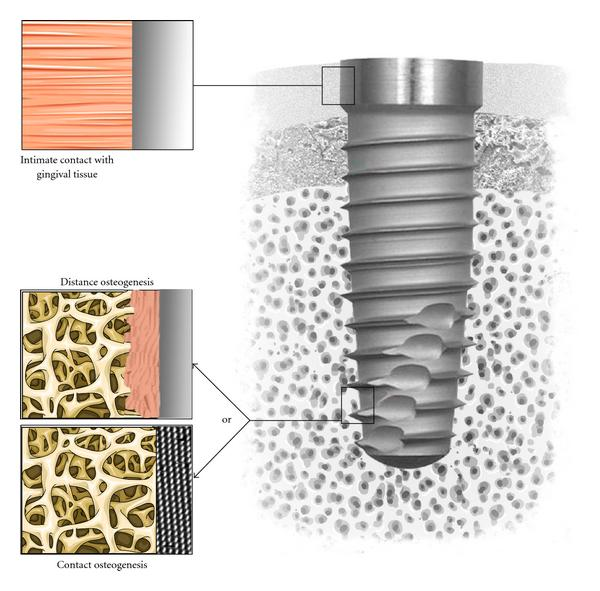 Intimate contact with
gingival tissue
Distance osteogenesis
or
Contact osteogenesis